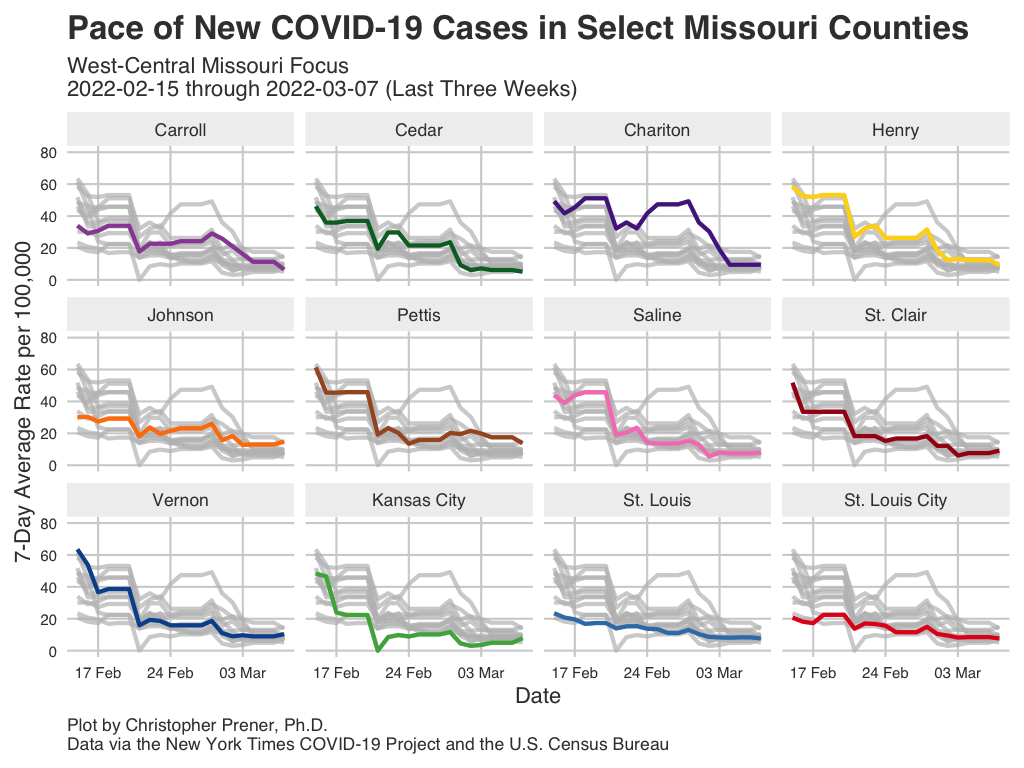 Pace of New COVID-19 Cases in Select Missouri Counties
West-Central Missouri Focus
2022-02-15 through 2022-03-07 (Last Three Weeks)
Carroll
Cedar
Chariton
Henry
80
60
40
20
0
Johnson
Pettis
Saline
St. Clair
80
60
40
20
0
Vernon
Kansas City
St. Louis
St. Louis City
80
60
40
20
0
7-Day Average Rate per 100,000
17 Feb
24 Feb
03 Mar
17 Feb
24 Feb
03 Mar
17 Feb
24 Feb
03 Mar
17 Feb
24 Feb
03 Mar
Date
Plot by Christopher Prener, Ph.D.
Data via the New York Times COVID-19 Project and the U.S. Census Bureau